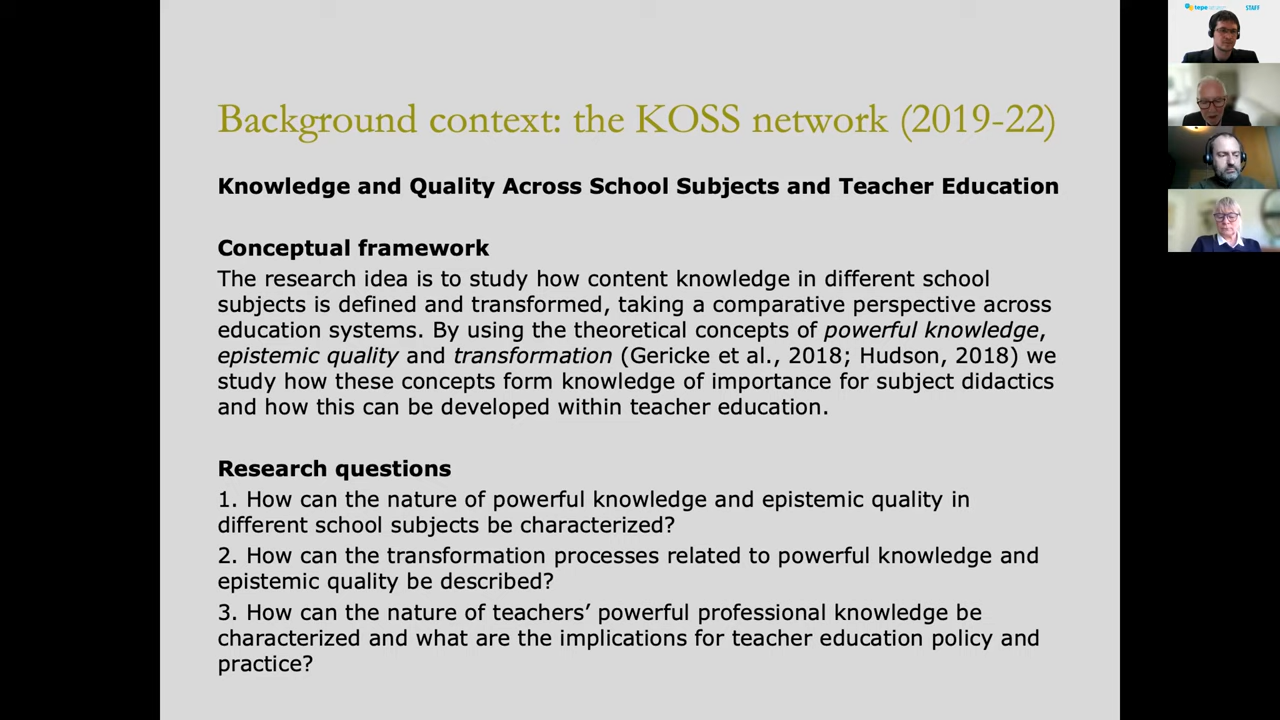 Background context: the KOSS network (2019-22)
Knowledge and Quality Across School Subjects and Teacher Education
Conceptual framework
The research idea is to study how content knowledge in different school
subjects is defined and transformed, taking a comparative perspective across
education systems. By using the theoretical concepts of powerful knowledge,
epistemic quality and transformation (Gericke et al., 2018; Hudson, 2018) we
study how these concepts form knowledge of importance for subject didactics
and how this can be developed within teacher education.
Research questions
1. How can the nature of powerful knowledge and epistemic quality in
different school subjects be characterized?
2. How can the transformation processes related to powerful knowledge and
epistemic quality be described?
3. How can the nature of teachers’ powerful professional knowledge be
characterized and what are the implications for teacher education policy and
practice?
tepe
STAFF